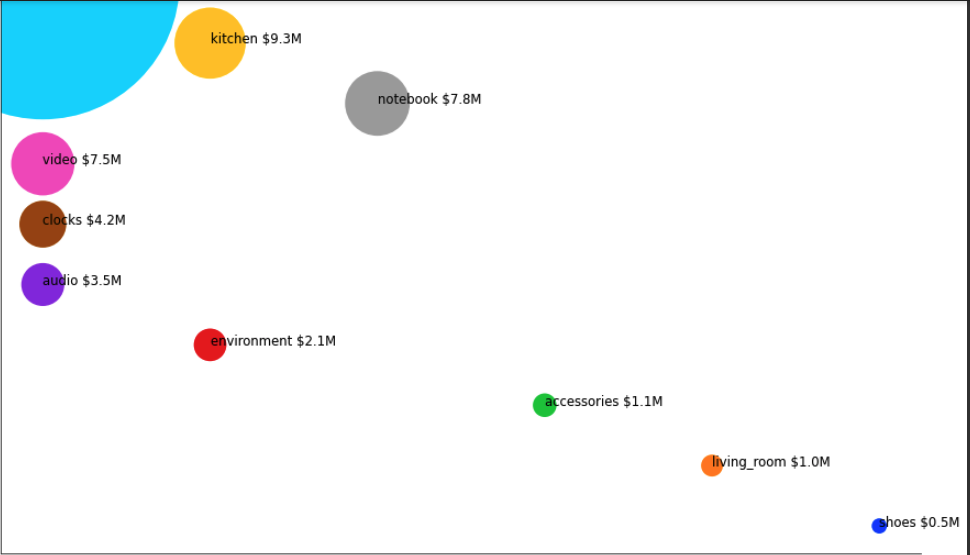 kitchen $9.3M
notebook $7.8M
video $7.5M
clocks $4.2M
audio $3.5M
environment $2.1M
accessories $1.1M
living_room $1.0M
shoes $0.5M